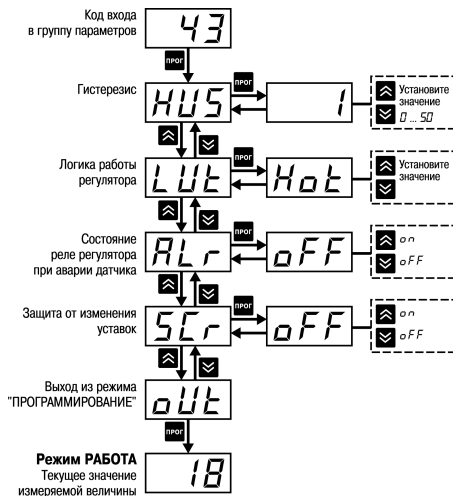 Код входа
в группу параметров
43
ПРОГ
Гистерезис
HUS
ПРОГ
1
Установите
значение
0 ... 50
Логика работы
регулятора
LUt
ПРОГ
Hot
Установите
значение
Состояние
реле регулятора
при аварии датчика
ALr
ПРОГ
oFF
on
oFF
Защита от изменения
уставок
SCr
ПРОГ
oFF
on
oFF
Выход из режима
"ПРОГРАММИРОВАНИЕ"
oUt
ПРОГ
Режим РАБОТА
Текущее значение
измеряемой величины
18